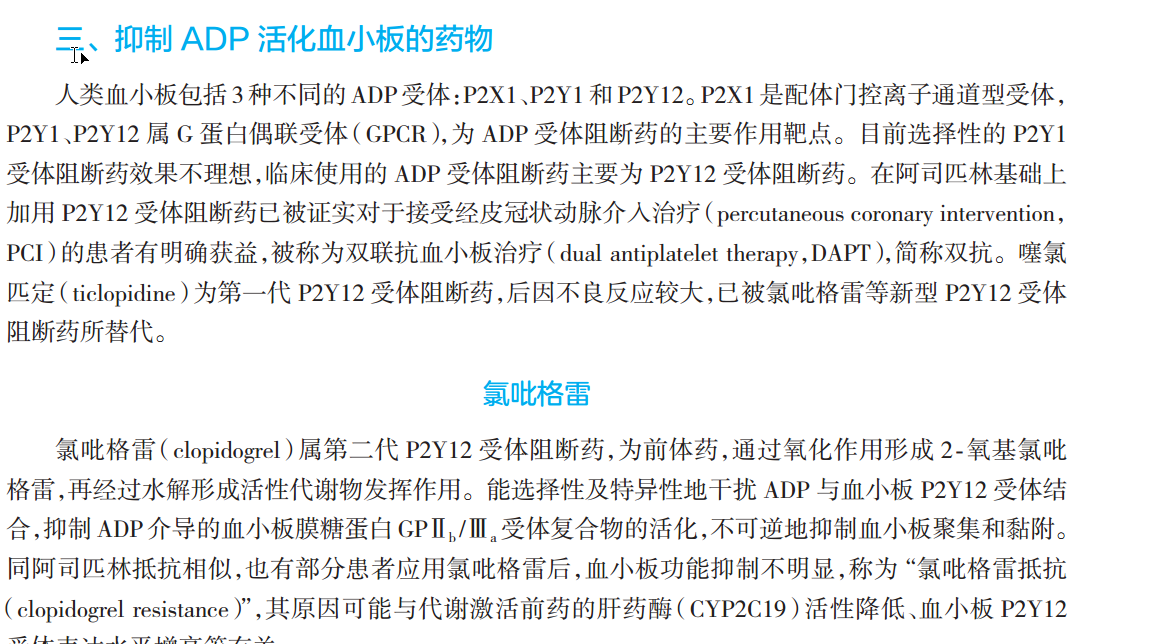 三、抑制 ADP 活化血小板的药物
人类血小板包括3种不同的ADP受体:P2X1、P2Y1和P2Y12。P2X1是配体门控离子通道型受体,
P2Y1、P2Y12 属 G 蛋白偶联受体(GPCR),为 ADP 受体阻断药的主要作用靶点。目前选择性的 P2Y1
受体阻断药效果不理想,临床使用的 ADP 受体阻断药主要为 P2Y12 受体阻断药。在阿司匹林基础上
加用 P2Y12 受体阻断药已被证实对于接受经皮冠状动脉介入治疗(percutaneous coronary intervention,
PCI)的患者有明确获益,被称为双联抗血小板治疗(dual antiplatelet therapy,DAPT),简称双抗。噻氯
匹定(ticlopidine)为第一代 P2Y12 受体阻断药,后因不良反应较大,已被氯吡格雷等新型 P2Y12 受体
阻断药所替代。
氯吡格雷
氯吡格雷(clopidogrel)属第二代 P2Y12 受体阻断药,为前体药,通过氧化作用形成 2-氧基氯吡
格雷,再经过水解形成活性代谢物发挥作用。能选择性及特异性地干扰 ADP 与血小板 P2Y12 受体结
合,抑制 ADP 介导的血小板膜糖蛋白 GPⅡb/Ⅲa 受体复合物的活化,不可逆地抑制血小板聚集和黏附。
同阿司匹林抵抗相似,也有部分患者应用氯吡格雷后,血小板功能抑制不明显,称为“氯吡格雷抵抗
(clopidogrel resistance)”,其原因可能与代谢激活前药的肝药酶(CYP2C19)活性降低、血小板 P2Y12